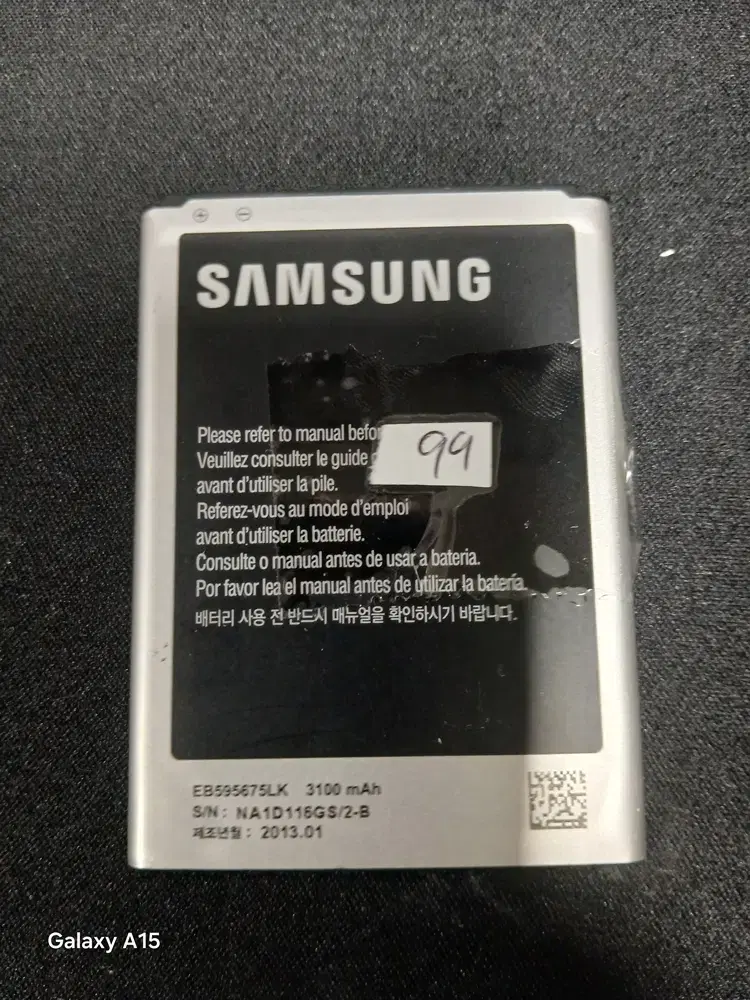 SAMSUNG
Please refer to manual befo
99
Veuillez consulter le guide
avant d'utiliser la pile.
Referez-vous au mode d'emploi
avant d'utiliser la batterie.
Consulte o manual antes de usar a bateria.
Por favor lea el manual antes de utilizar la batería.
배터리 사용 전 반드시 매뉴얼을 확인하시기 바랍니다.
EB595675LK 3100 mAh
S/N : NA1D116GS/2-B
제조년월 : 2013.01
Galaxy A15